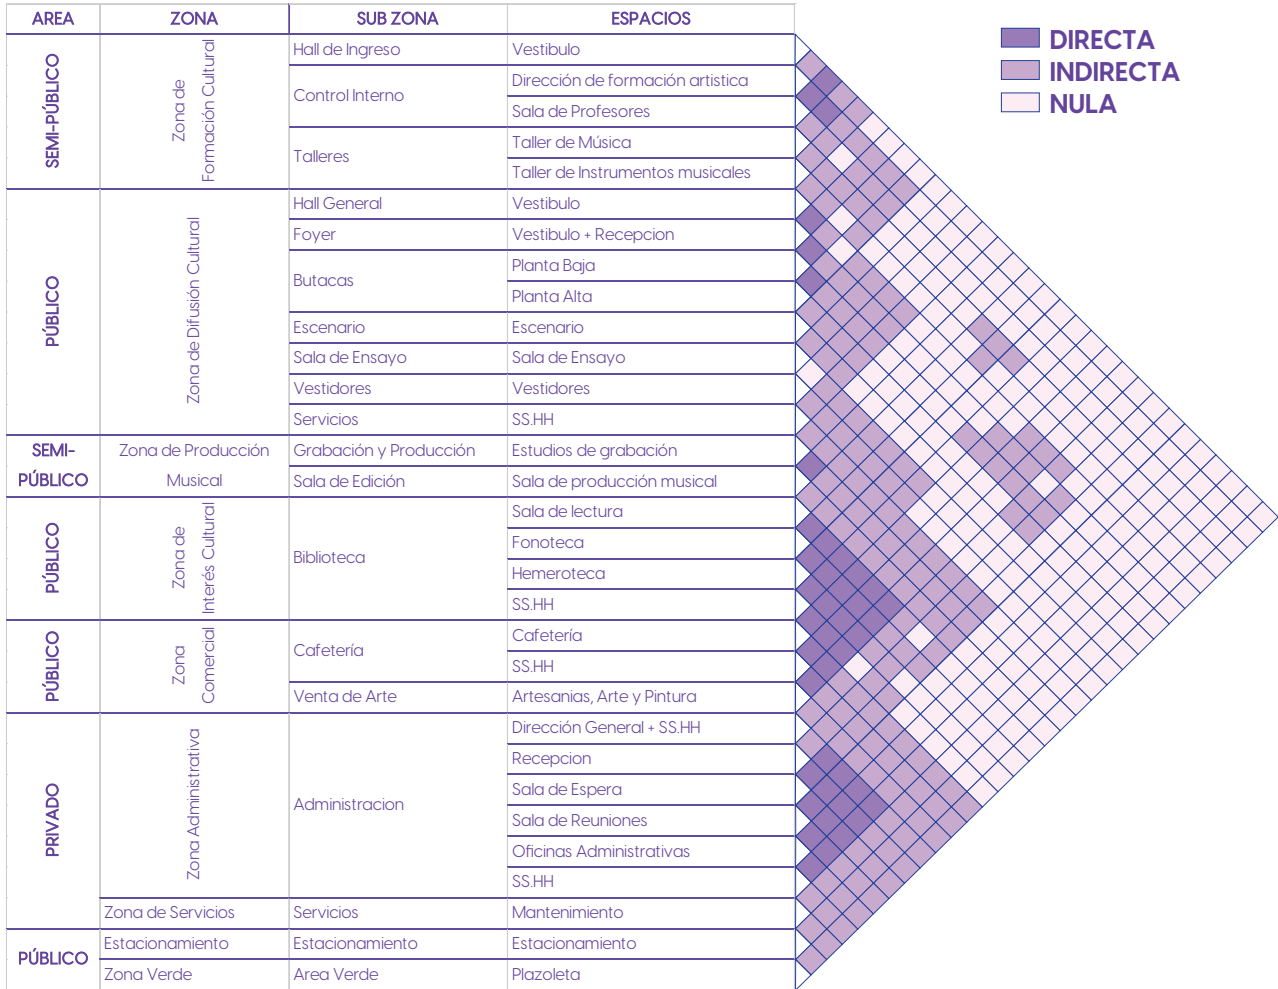 AREA ZONA SUB ZONA ESPACIOS
DIRECTA
INDIRECTA
NULA
SEMI-PÚBLICO
Zona de
Formación Cultural
Hall de Ingreso Vestibulo
Control Interno
Dirección de formación artistica
Sala de Profesores
Talleres
Taller de Música
Taller de Instrumentos musicales
PÚBLICO
Zona de Difusión Cultural
Hall General Vestibulo
Foyer Vestibulo + Recepcion
Butacas
Planta Baja
Planta Alta
Escenario Escenario
Sala de Ensayo Sala de Ensayo
Vestidores Vestidores
Servicios SS.HH
SEMI-
PÚBLICO
Zona de Producción
Musical
Grabación y Producción Estudios de grabación
Sala de Edición Sala de producción musical
PÚBLICO
Zona de
Interés Cultural
Biblioteca
Sala de lectura
Fonoteca
Hemeroteca
SS.HH
PÚBLICO
Zona
Comercial
Cafetería
Cafetería
SS.HH
Venta de Arte Artesanias, Arte y Pintura
PRIVADO
Zona Administrativa
Administracion
Dirección General + SS.HH
Recepcion
Sala de Espera
Sala de Reuniones
Oficinas Administrativas
SS.HH
Zona de Servicios Servicios Mantenimiento
PÚBLICO
Estacionamiento Estacionamiento Estacionamiento
Zona Verde Area Verde Plazoleta